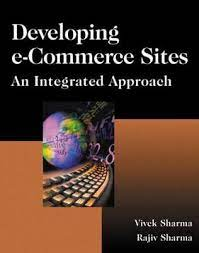 Developing
e-Commerce Sites
An Integrated Approach
Vivek Sharma
Rajiv Sharma